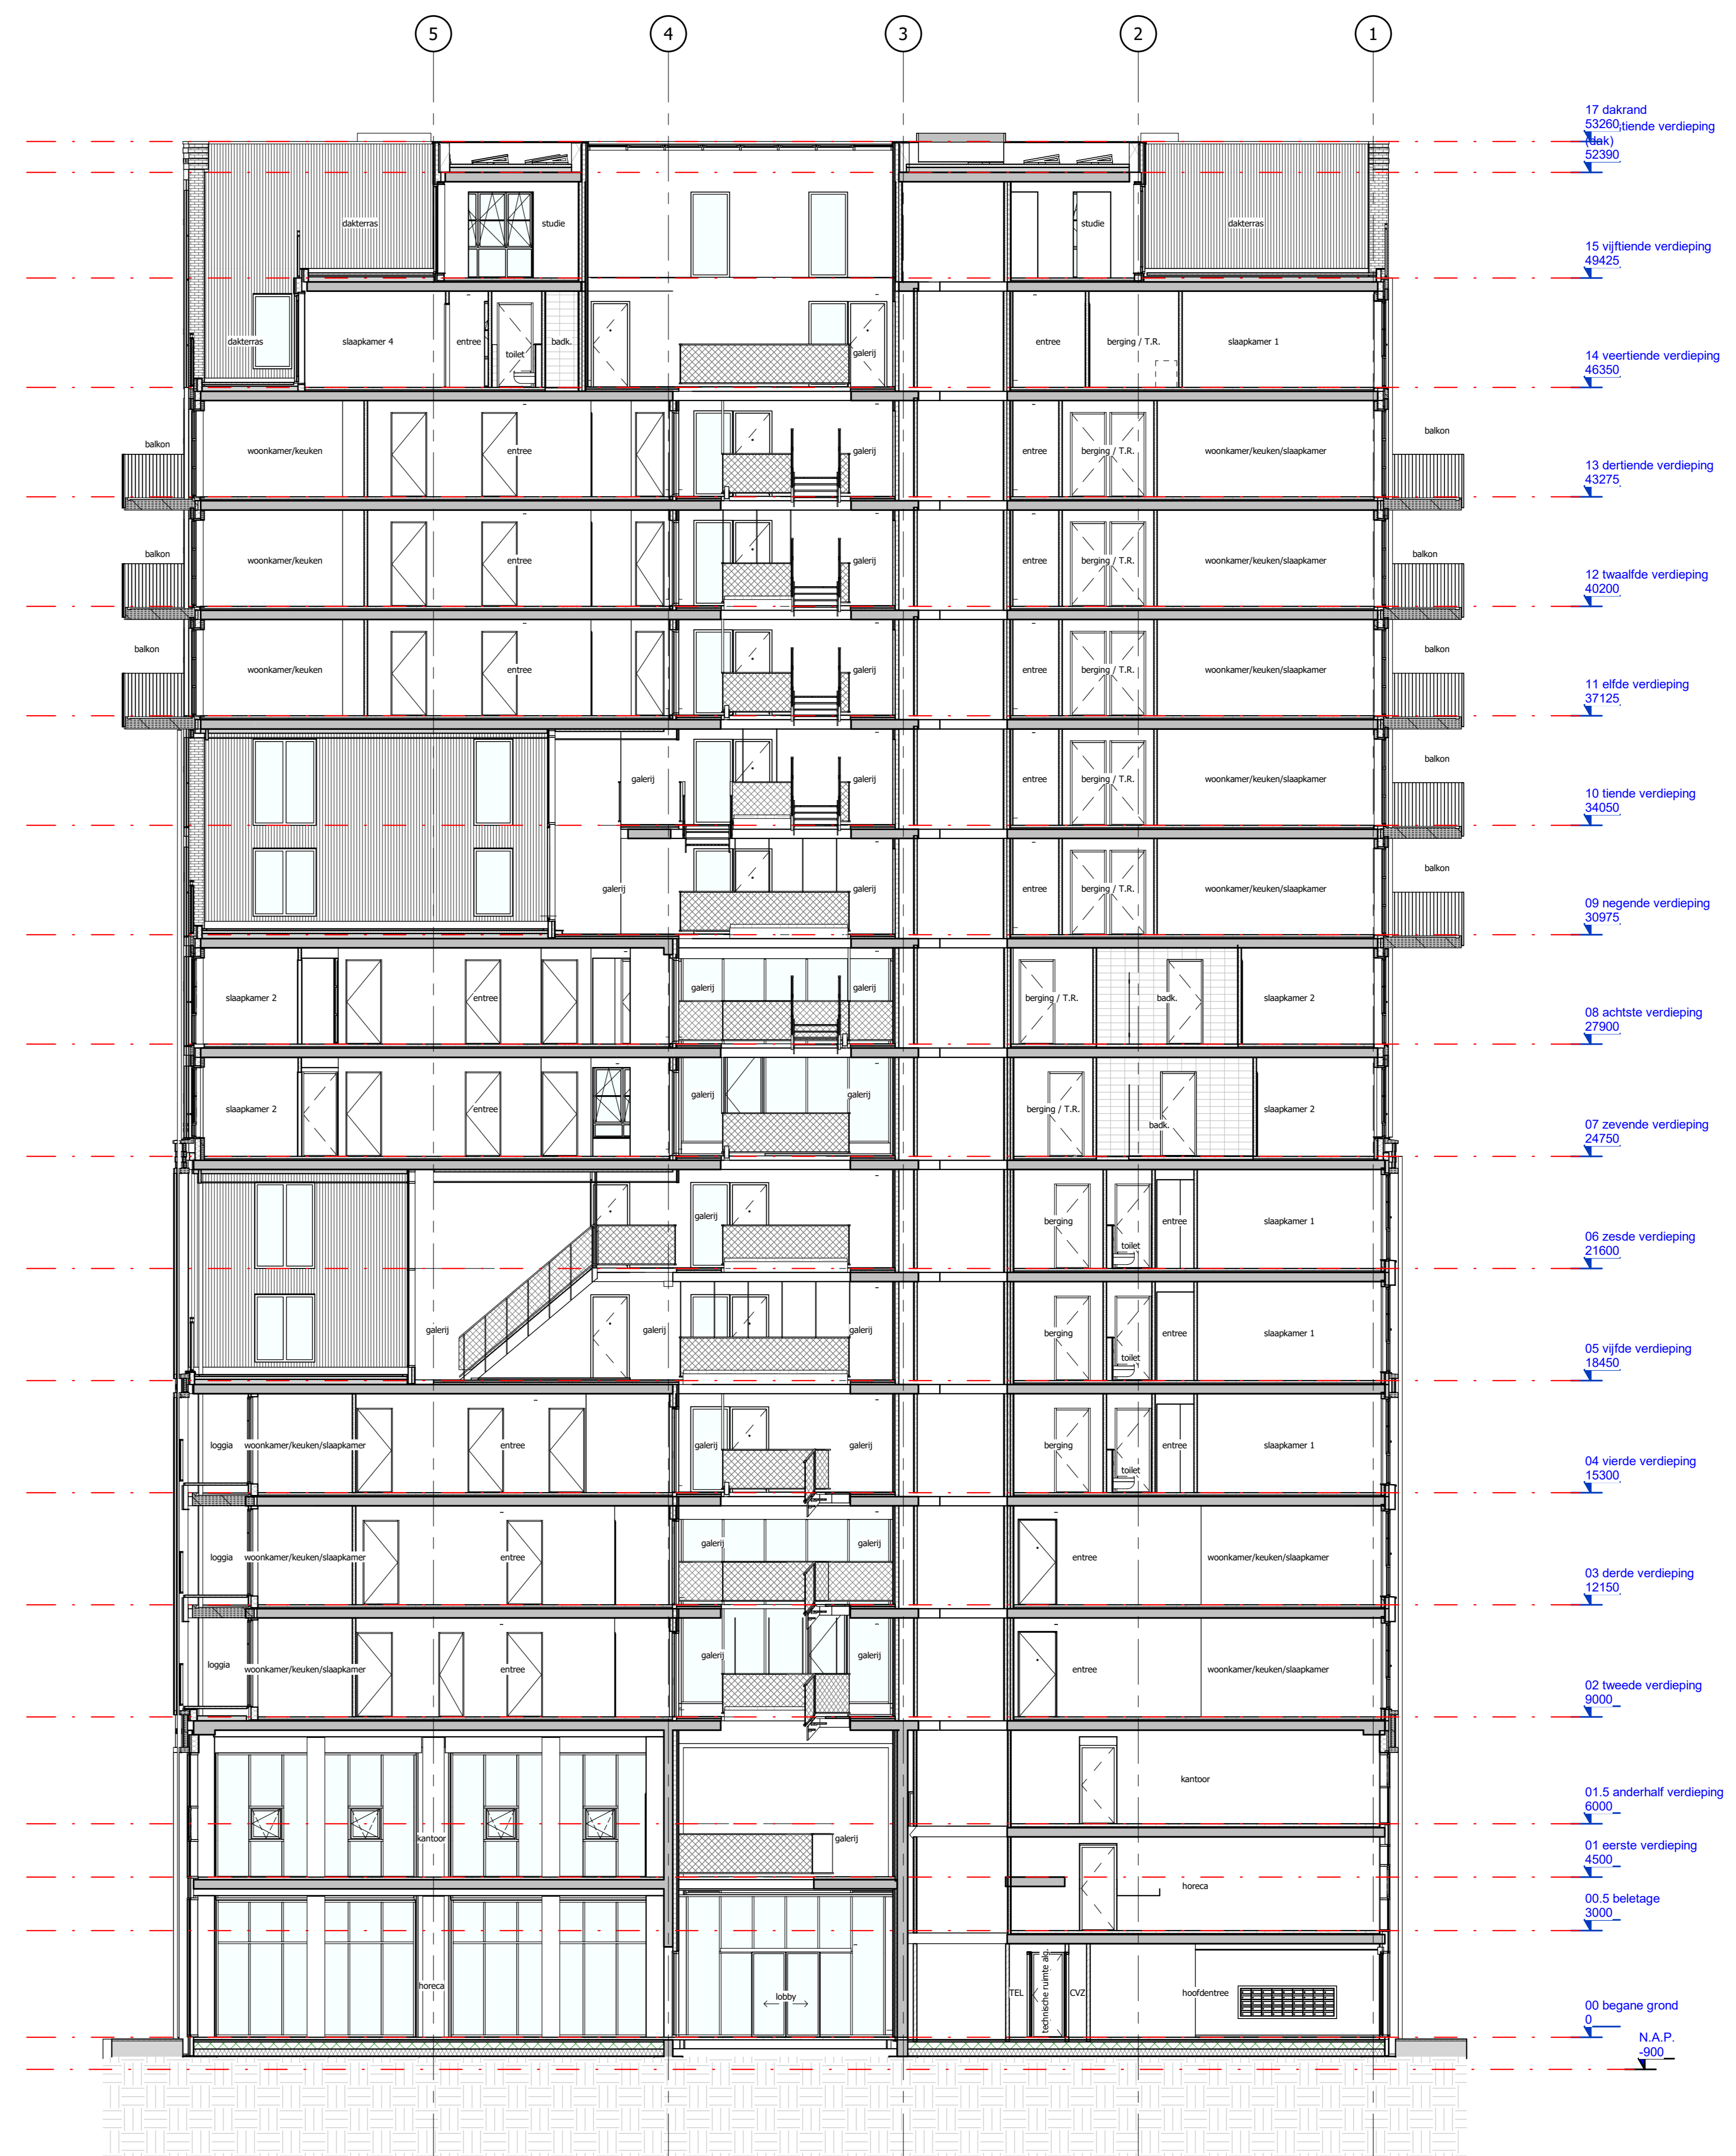 5 4 3 2 1
17 dakrand
53260
tiende verdieping
(dak)
52390
dakterras studie studie dakterras
15 vijftiende verdieping
49425
dakterras slaapkamer 4 entree toilet badk. galerij entree berging / T.R. slaapkamer 1
14 veertiende verdieping
46350
balkon woonkamer/keuken entree galerij entree berging / T.R. woonkamer/keuken/slaapkamer balkon
13 dertiende verdieping
43275
balkon woonkamer/keuken entree galerij entree berging / T.R. woonkamer/keuken/slaapkamer balkon
12 twaalfde verdieping
40200
balkon woonkamer/keuken entree galerij entree berging / T.R. woonkamer/keuken/slaapkamer balkon
11 elfde verdieping
37125
galerij galerij entree berging / T.R. woonkamer/keuken/slaapkamer balkon
10 tiende verdieping
34050
galerij galerij entree berging / T.R. woonkamer/keuken/slaapkamer balkon
09 negende verdieping
30975
slaapkamer 2 entree galerij galerij berging / T.R. badk. slaapkamer 2
08 achtste verdieping
27900
slaapkamer 2 entree galerij galerij berging / T.R. badk. slaapkamer 2
07 zevende verdieping
24750
galerij berging toilet entree slaapkamer 1
06 zesde verdieping
21600
galerij galerij galerij berging toilet entree slaapkamer 1
05 vijfde verdieping
18450
loggia woonkamer/keuken/slaapkamer entree galerij galerij berging toilet entree slaapkamer 1
04 vierde verdieping
15300
loggia woonkamer/keuken/slaapkamer entree galerij galerij entree woonkamer/keuken/slaapkamer
03 derde verdieping
12150
loggia woonkamer/keuken/slaapkamer entree galerij galerij entree woonkamer/keuken/slaapkamer
02 tweede verdieping
9000
kantoor
01.5 anderhalf verdieping
6000
kantoor galerij
01 eerste verdieping
4500
horeca
00.5 beletage
3000
horeca lobby TEL technische ruimte alg. CVZ hoofdentree
00 begane grond
0
N.A.P.
-900